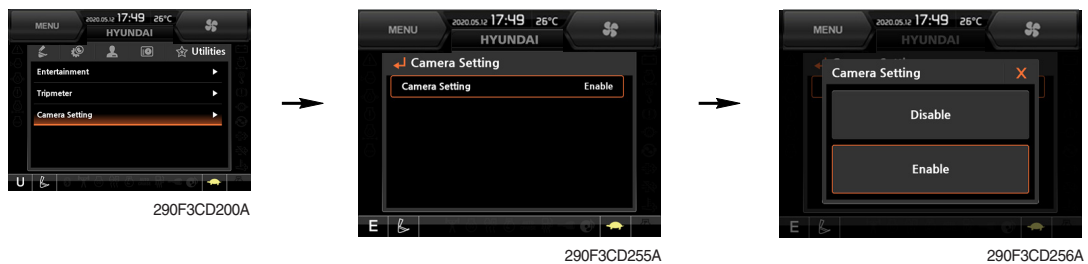 MENU
2020.05.12 17:49 26°C
HYUNDAI
Utilities
Entertainment
Tripmeter
Camera Setting
U
290F3CD200A
MENU
2020.05.12 17:49 26°C
HYUNDAI
Camera Setting
Camera Setting Enable
E
290F3CD255A
MENU
2020.05.12 17:49 26°C
HYUNDAI
Camera Setting X
Disable
Enable
E
290F3CD256A